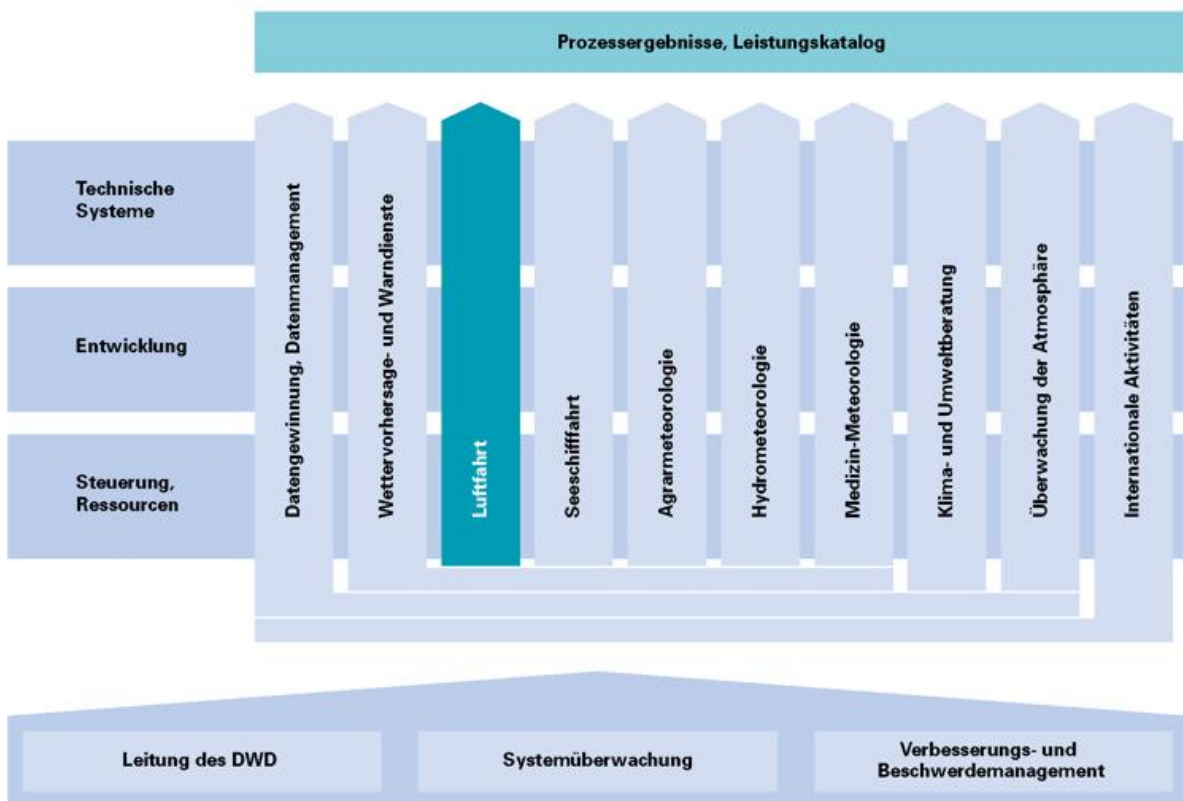 Prozessergebnisse, Leistungskatalog
Technische
Systeme
Entwicklung
Steuerung,
Ressourcen
Datengewinnung, Datenmanagement
Wettervorhersage- und Warndienste
Luftfahrt
Seeschifffahrt
Agrarmeteorologie
Hydrometeorologie
Medizin-Meteorologie
Klima- und Umweltberatung
Überwachung der Atmosphäre
Internationale Aktivitäten
Leitung des DWD
Systemüberwachung
Verbesserungs- und
Beschwerdemanagement